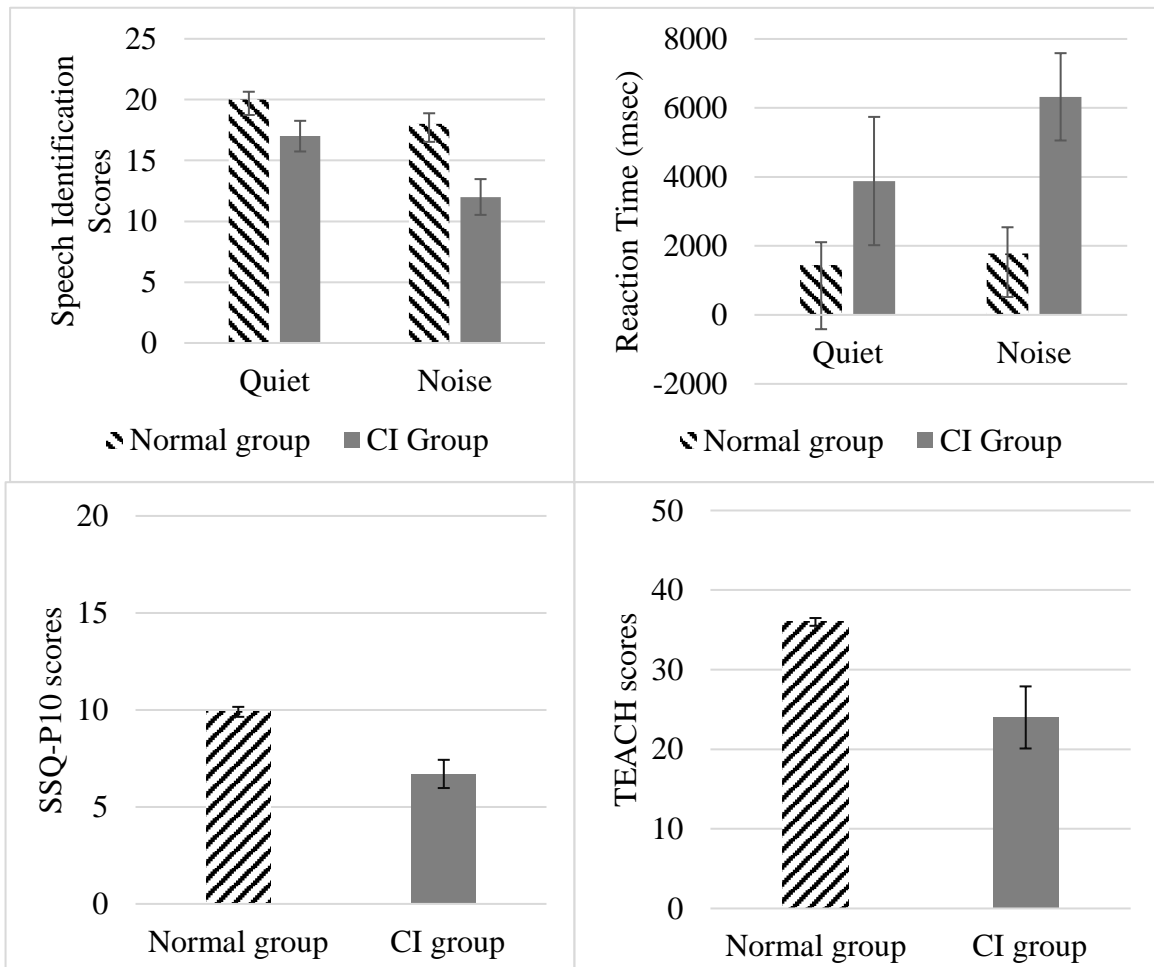 Speech Identification
Scores
25
20
15
10
5
0
Quiet
Noise
Normal group
CI Group
Reaction Time (msec)
8000
6000
4000
2000
0
-2000
Quiet
Noise
Normal group
CI Group
SSQ-P10 scores
20
15
10
5
0
Normal group
CI group
TEACH scores
50
40
30
20
10
0
Normal group
CI group